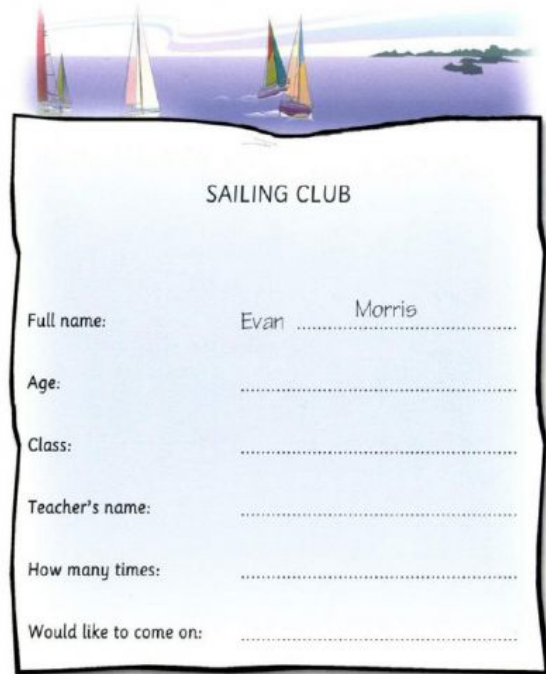 SAILING CLUB
Full name: Evan ........................ Morris
Age: ........................
Class: ........................
Teacher's name: ........................
How many times: ........................
Would like to come on: ........................